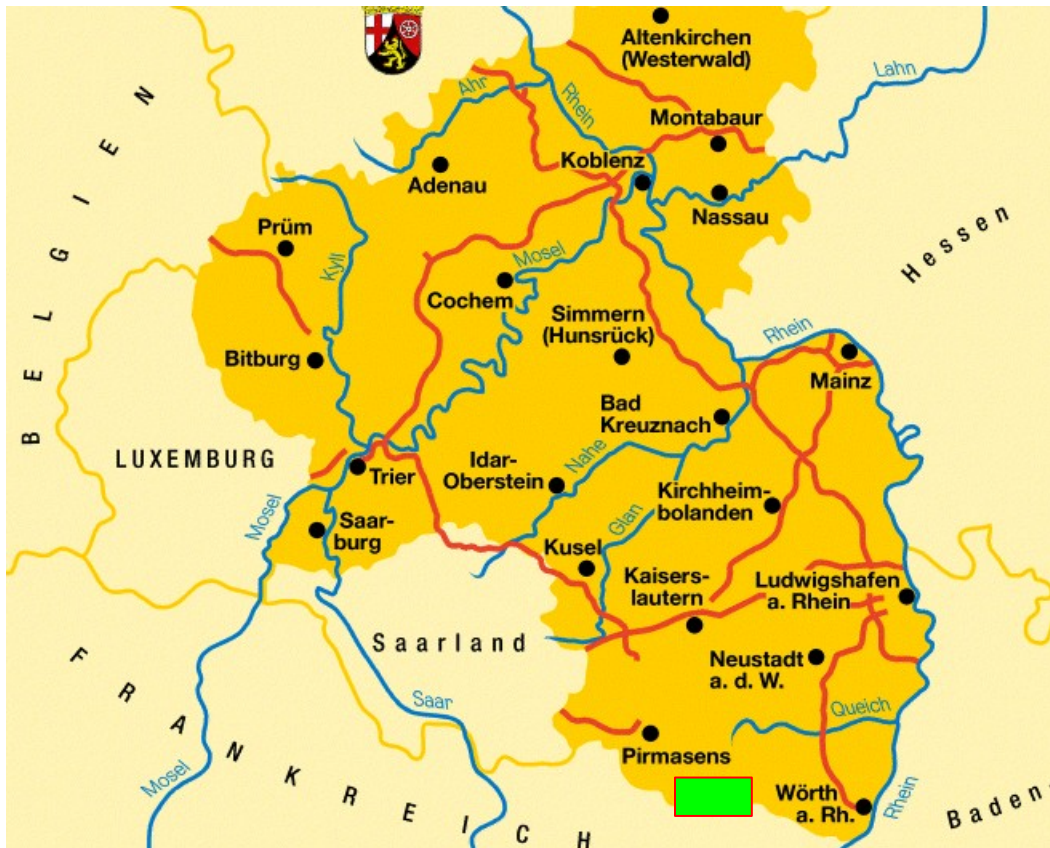 Altenkirchen
(Westerwald)
Lahn
Ahr
Rhein
Montabaur
BELGIEN
Koblenz
Adenau
Nassau
Prüm
Hessen
Mosel
Kyll
Cochem
Simmern
(Hunsrück)
Rhein
Bitburg
Mainz
Bad
Kreuznach
LUXEMBURG
Trier
Idar-
Oberstein
Nahe
Kirchheim-
bolanden
Mosel
Saar-
burg
Glan
Kusel
Kaisers-
lautern
Ludwigshafen
a. Rhein
Saarland
Neustadt
a. d. W.
FRANKREICH
Saar
Queich
Pirmasens
Mosel
Wörth
a. Rh.
Rhein
Baden-